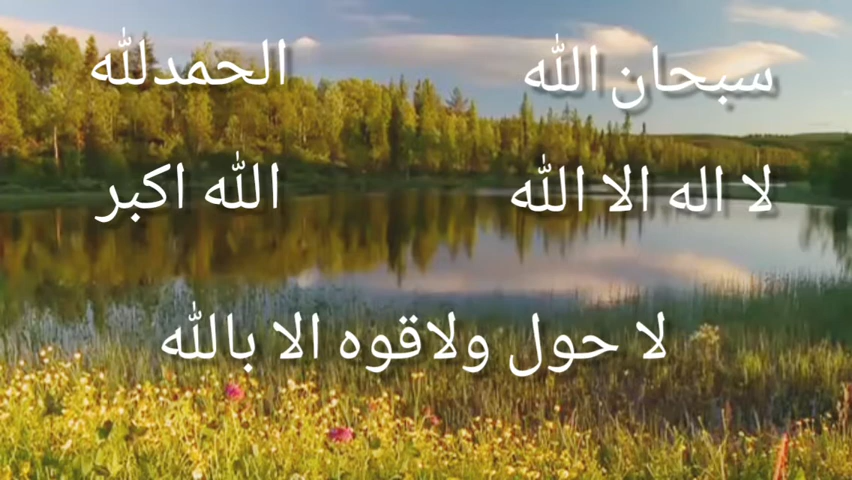 سبحان الله
الحمدلله
لا اله الا الله
الله اكبر
لا حول ولاقوه الا بالله